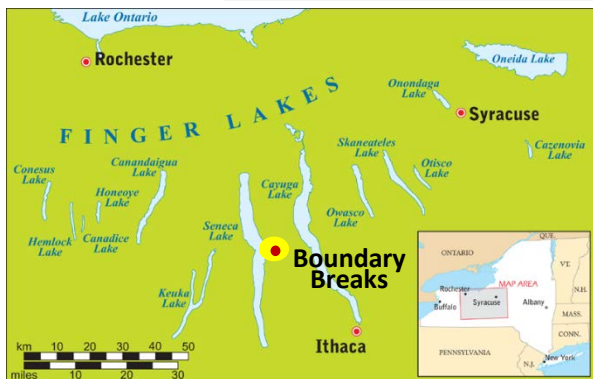 Lake Ontario
Rochester
Oneida Lake
Onondaga
Lake
Syracuse
FINGER LAKES
Skaneateles
Lake
Cazenovia
Lake
Conesus
Lake
Canandaigua
Lake
Otisco
Lake
Honeoye
Lake
Cayuga
Lake
Owasco
Lake
Hemlock
Lake
Canadice
Lake
Seneca
Lake
Boundary
Breaks
Keuka
Lake
Ithaca
km 10 20 30 40 50
miles 10 20 30
ONTARIO
QUE.
VT.
MAP AREA
Rochester
N.H.
Buffalo
Syracuse
Albany
MASS.
CONN.
PENNSYLVANIA
N.J.
New York